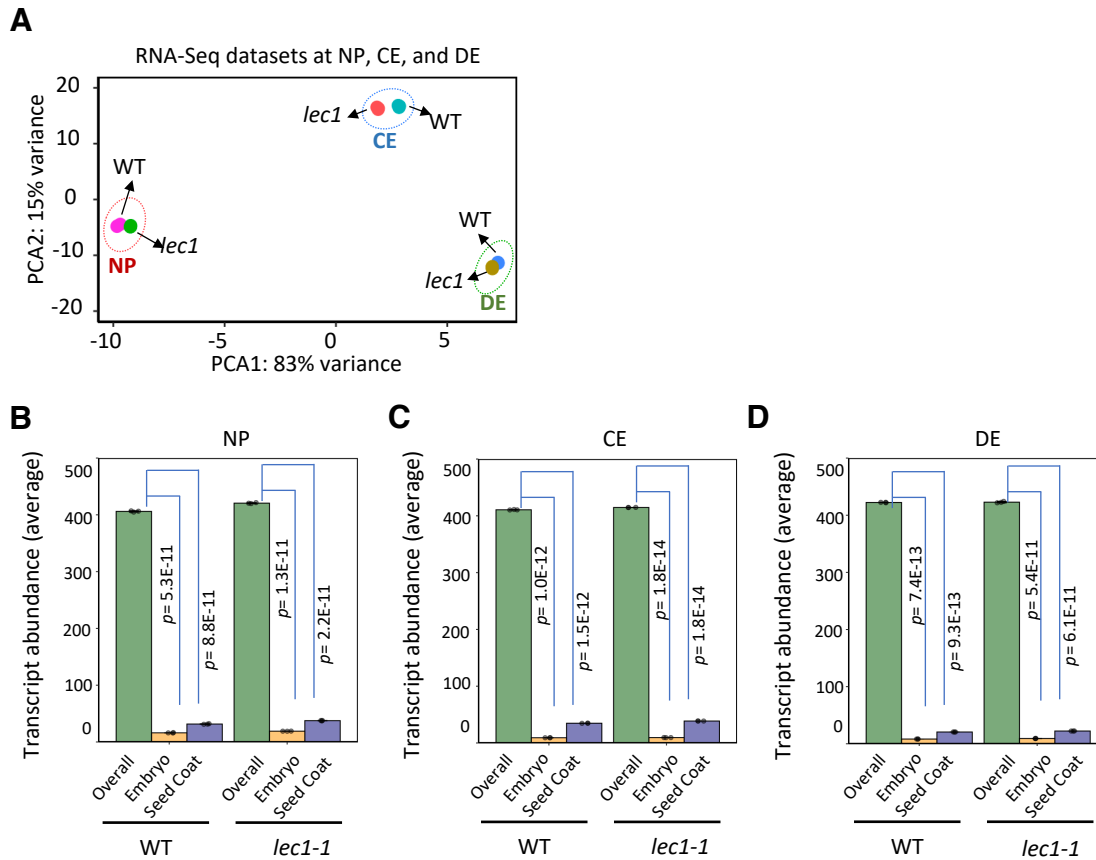 A
RNA-Seq datasets at NP, CE, and DE
PCA2: 15% variance
20
10
0
-10
-20
lec1
WT
CE
WT
lec1
NP
WT
lec1
DE
-10
-5
0
5
PCA1: 83% variance
B
NP
Transcript abundance (average)
500
400
300
200
100
0
p= 5.3E-11
p= 8.8E-11
p= 1.3E-11
p= 2.2E-11
Overall
Embryo
Seed Coat
Overall
Embryo
Seed Coat
WT
lec1-1
C
CE
Transcript abundance (average)
500
400
300
200
100
0
p= 1.0E-12
p= 1.5E-12
p= 1.8E-14
p= 1.8E-14
Overall
Embryo
Seed Coat
Overall
Embryo
Seed Coat
WT
lec1-1
D
DE
Transcript abundance (average)
500
400
300
200
100
0
p= 7.4E-13
p= 9.3E-13
p= 5.4E-11
p= 6.1E-11
Overall
Embryo
Seed Coat
Overall
Embryo
Seed Coat
WT
lec1-1